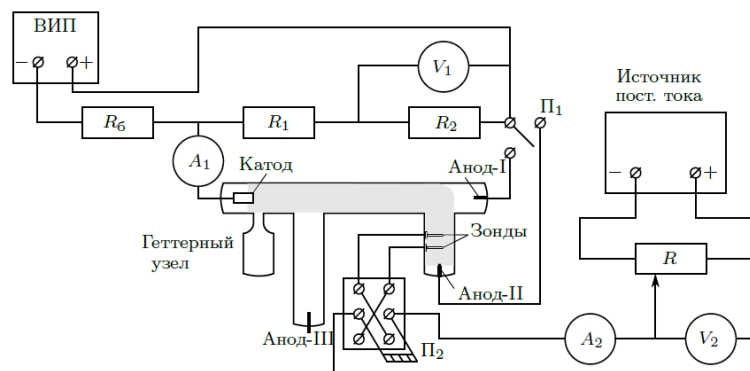 ВИП
− +
V₁
Источник
пост. тока
− +
R_б
R₁
R₂
П₁
A₁
Катод
Анод-I
Геттерный
узел
Зонды
R
Анод-II
Анод-III
П₂
A₂
V₂